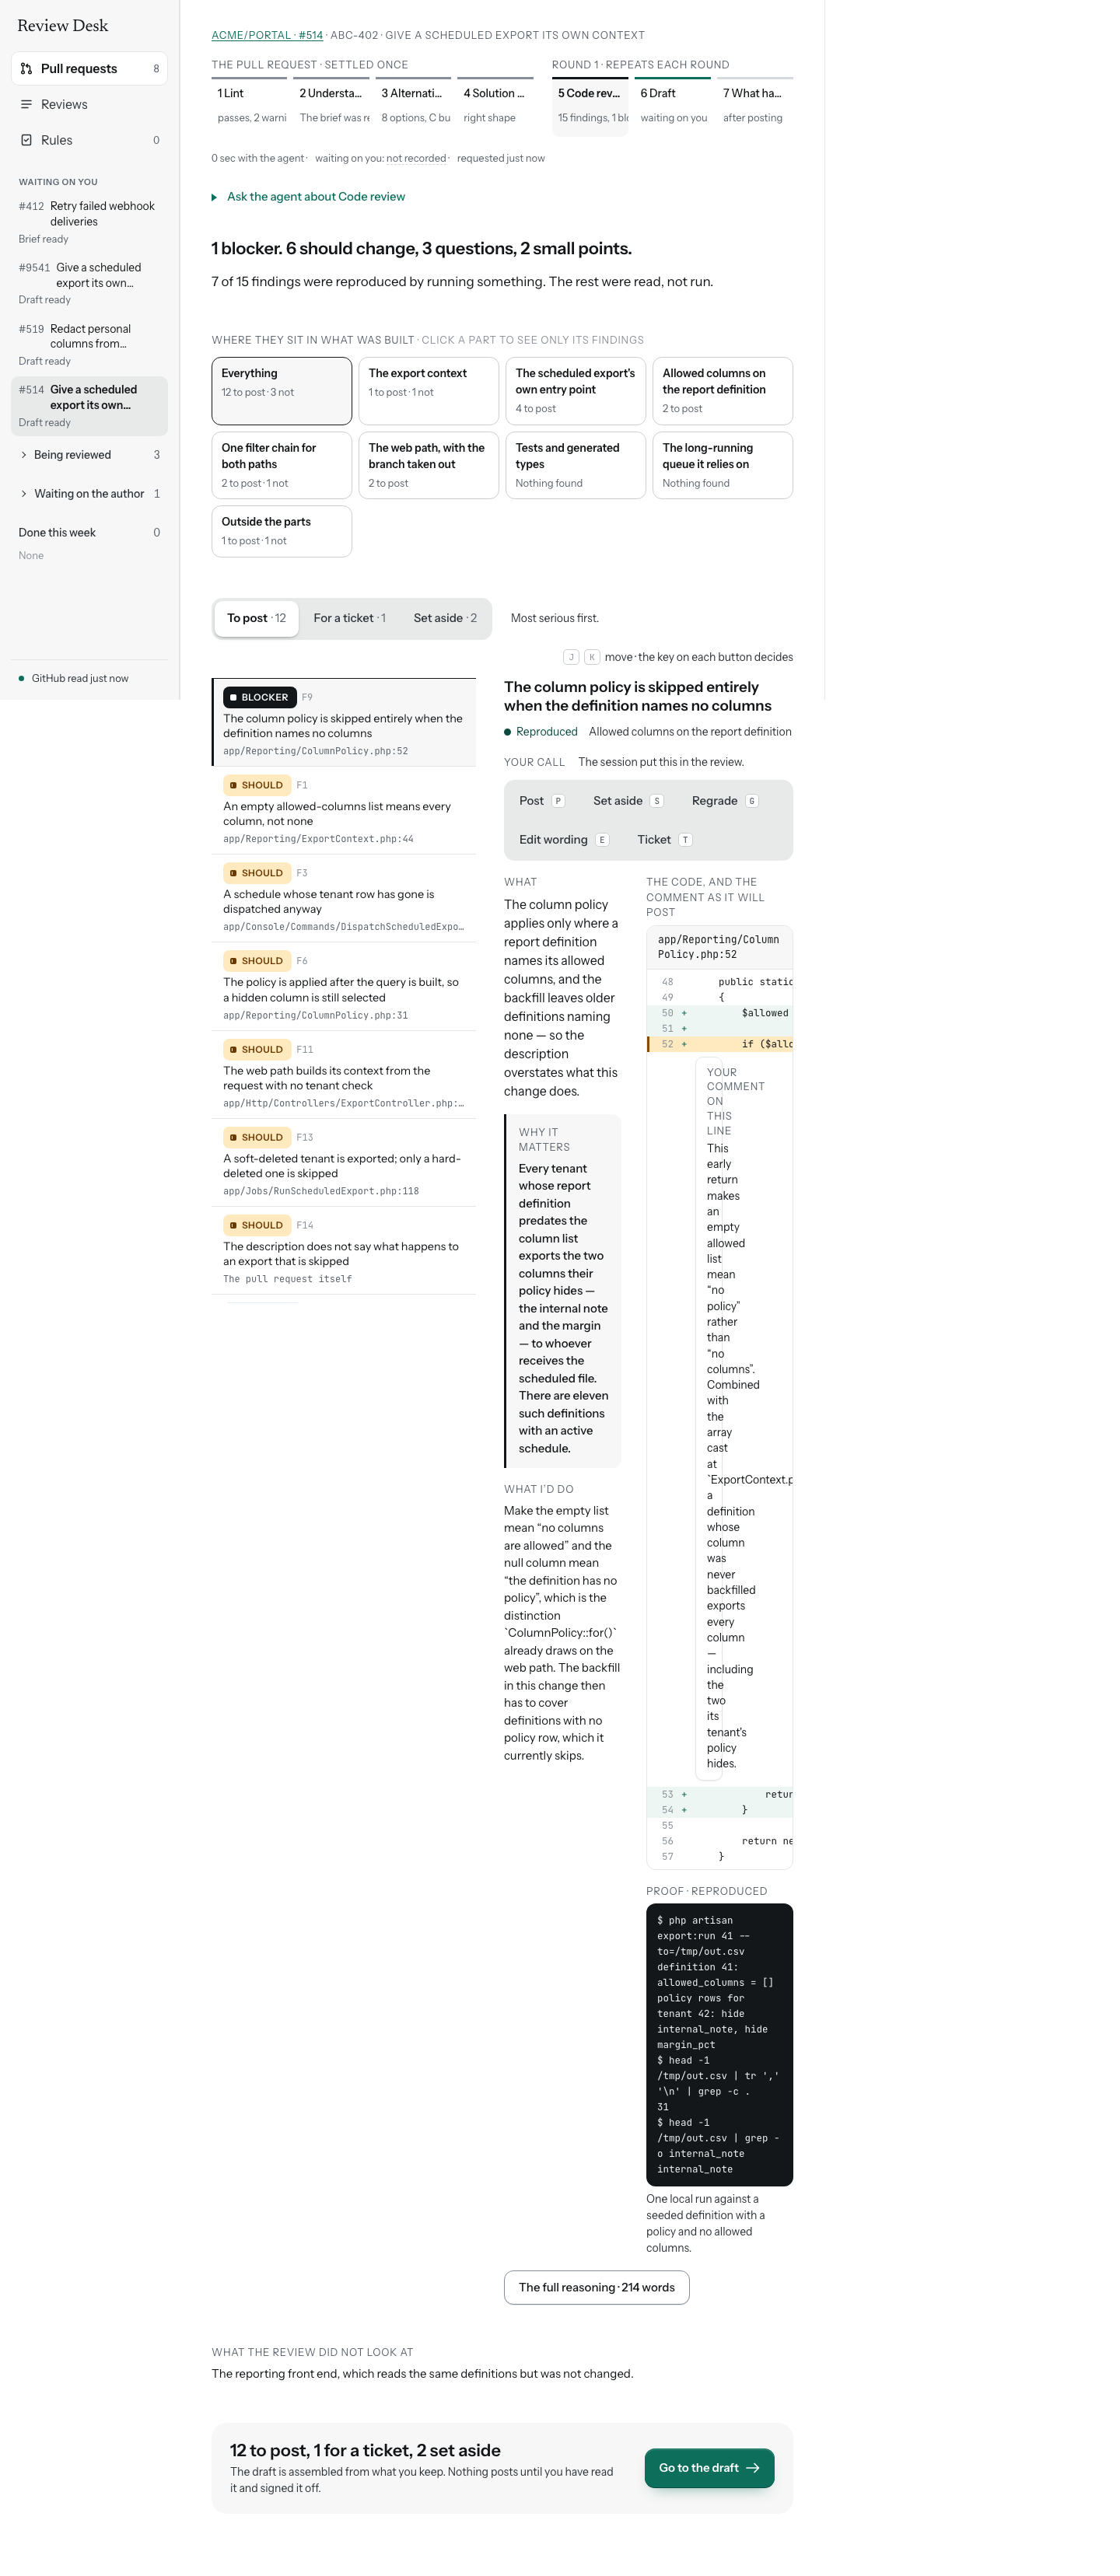 Review Desk
Pull requests 8
Reviews
Rules 0
WAITING ON YOU
#412 Retry failed webhook
deliveries
Brief ready
#9541 Give a scheduled
export its own...
Draft ready
#519 Redact personal
columns from...
Draft ready
#514 Give a scheduled
export its own...
Draft ready
Being reviewed 3
Waiting on the author 1
Done this week 0
None
GitHub read just now
ACME/PORTAL · #514 · ABC-402 · GIVE A SCHEDULED EXPORT ITS OWN CONTEXT
THE PULL REQUEST · SETTLED ONCE
1 Lint
passes, 2 warni
2 Understa...
The brief was re
3 Alternati...
8 options, C bu
4 Solution ...
right shape
ROUND 1 · REPEATS EACH ROUND
5 Code rev...
15 findings, 1 blo
6 Draft
waiting on you
7 What ha...
after posting
0 sec with the agent · waiting on you: not recorded · requested just now
Ask the agent about Code review
1 blocker. 6 should change, 3 questions, 2 small points.
7 of 15 findings were reproduced by running something. The rest were read, not run.
WHERE THEY SIT IN WHAT WAS BUILT · CLICK A PART TO SEE ONLY ITS FINDINGS
Everything
12 to post · 3 not
The export context
1 to post · 1 not
The scheduled export's
own entry point
4 to post
Allowed columns on
the report definition
2 to post
One filter chain for
both paths
2 to post · 1 not
The web path, with the
branch taken out
2 to post
Tests and generated
types
Nothing found
The long-running
queue it relies on
Nothing found
Outside the parts
1 to post · 1 not
To post · 12
For a ticket · 1
Set aside · 2
Most serious first.
J K move · the key on each button decides
BLOCKER F9
The column policy is skipped entirely when the
definition names no columns
app/Reporting/ColumnPolicy.php:52
SHOULD F1
An empty allowed-columns list means every
column, not none
app/Reporting/ExportContext.php:44
SHOULD F3
A schedule whose tenant row has gone is
dispatched anyway
app/Console/Commands/DispatchScheduledExpo...
SHOULD F6
The policy is applied after the query is built, so
a hidden column is still selected
app/Reporting/ColumnPolicy.php:31
SHOULD F11
The web path builds its context from the
request with no tenant check
app/Http/Controllers/ExportController.php:...
SHOULD F13
A soft-deleted tenant is exported; only a hard-
deleted one is skipped
app/Jobs/RunScheduledExport.php:118
SHOULD F14
The description does not say what happens to
an export that is skipped
The pull request itself
The column policy is skipped entirely
when the definition names no columns
Reproduced Allowed columns on the report definition
YOUR CALL The session put this in the review.
Post P
Set aside S
Regrade G
Edit wording E
Ticket T
WHAT
The column policy
applies only where a
report definition
names its allowed
columns, and the
backfill leaves older
definitions naming
none — so the
description
overstates what this
change does.
WHY IT
MATTERS
Every tenant
whose report
definition
predates the
column list
exports the two
columns their
policy hides —
the internal note
and the margin
— to whoever
receives the
scheduled file.
There are eleven
such definitions
with an active
schedule.
WHAT I'D DO
Make the empty list
mean “no columns
are allowed” and the
null column mean
“the definition has no
policy”, which is the
distinction
`ColumnPolicy::for()`
already draws on the
web path. The backfill
in this change then
has to cover
definitions with no
policy row, which it
currently skips.
THE CODE, AND THE
COMMENT AS IT WILL
POST
app/Reporting/Column
Policy.php:52
48 public static
49 {
50 + $allowed
51 +
52 + if ($allo
YOUR
COMMENT
ON
THIS
LINE
This
early
return
makes
an
empty
allowed
list
mean
“no
policy”
rather
than
“no
columns”.
Combined
with
the
array
cast
at
`ExportContext.p
a
definition
whose
column
was
never
backfilled
exports
every
column
—
including
the
two
its
tenant's
policy
hides.
53 + retur
54 + }
55
56 return ne
57 }
PROOF · REPRODUCED
$ php artisan
export:run 41 --
to=/tmp/out.csv
definition 41:
allowed_columns = []
policy rows for
tenant 42: hide
internal_note, hide
margin_pct
$ head -1
/tmp/out.csv | tr ','
'\n' | grep -c .
31
$ head -1
/tmp/out.csv | grep -
o internal_note
internal_note
One local run against a
seeded definition with a
policy and no allowed
columns.
The full reasoning · 214 words
WHAT THE REVIEW DID NOT LOOK AT
The reporting front end, which reads the same definitions but was not changed.
12 to post, 1 for a ticket, 2 set aside
The draft is assembled from what you keep. Nothing posts until you have read
it and signed it off.
Go to the draft →